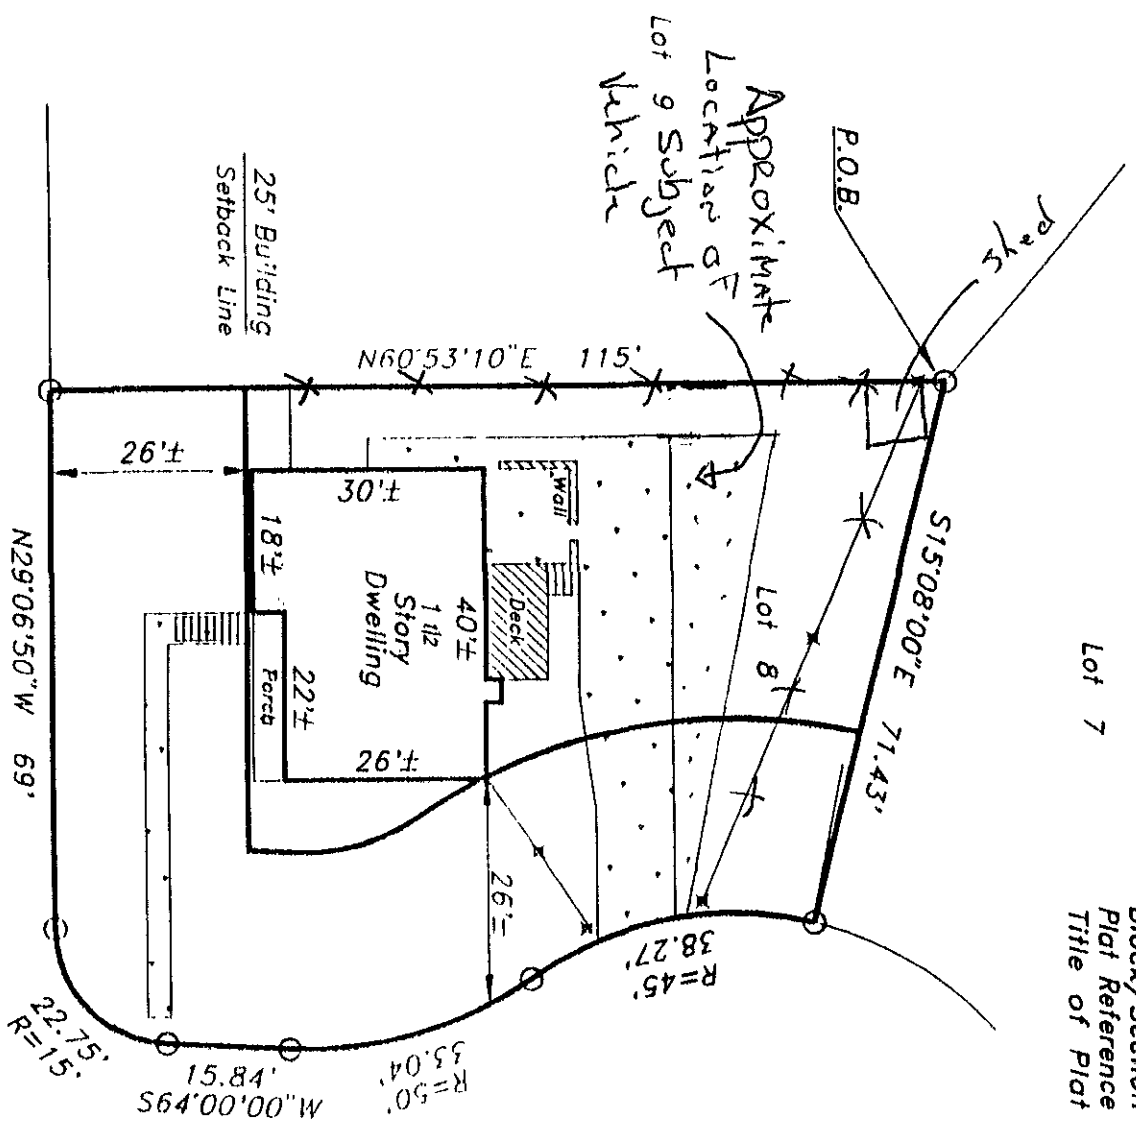 Approximate
Location of
Lot 9 Subject
Vehicle
P.O.B.
Shed
25' Building
Setback Line
N60°53'10"E 115'
26'±
30'±
Wall
18'±
40'±
1 1/2
Story
Dwelling
Deck
Lot 8
S15°08'00"E 71.43'
Lot 7
22'±
Porch
26'±
26'=
N29°06'50"W 69'
22.75'
R=15'
15.84'
S64°00'00"W
33.04'
R=50'
38.27'
R=45'
Plat Reference
Title of Plat